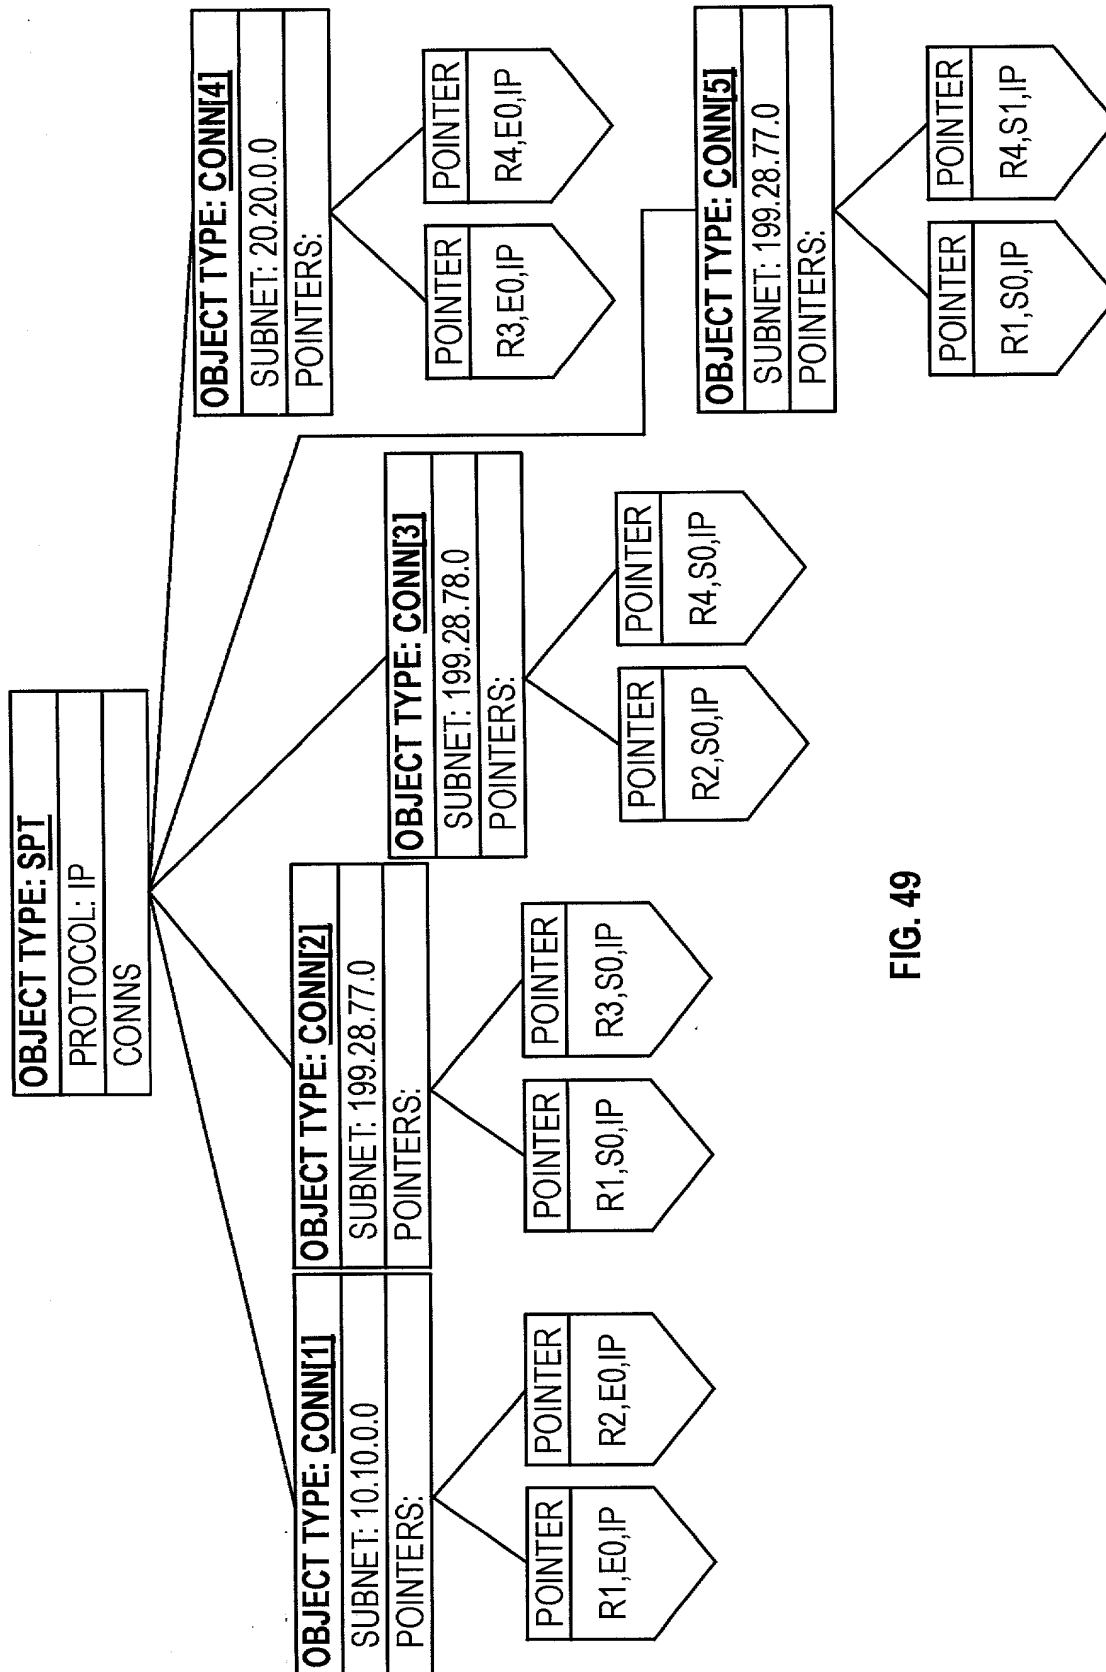 OBJECT TYPE: SPT
PROTOCOL: IP
CONNS
OBJECT TYPE: CONN[1]
SUBNET: 10.10.0.0
POINTERS:
POINTER
R1,E0,IP
POINTER
R2,E0,IP
OBJECT TYPE: CONN[2]
SUBNET: 199.28.77.0
POINTERS:
POINTER
R1,S0,IP
POINTER
R3,S0,IP
OBJECT TYPE: CONN[3]
SUBNET: 199.28.78.0
POINTERS:
POINTER
R2,S0,IP
POINTER
R4,S0,IP
OBJECT TYPE: CONN[4]
SUBNET: 20.20.0.0
POINTERS:
POINTER
R3,E0,IP
POINTER
R4,E0,IP
OBJECT TYPE: CONN[5]
SUBNET: 199.28.77.0
POINTERS:
POINTER
R1,S0,IP
POINTER
R4,S1,IP
FIG. 49